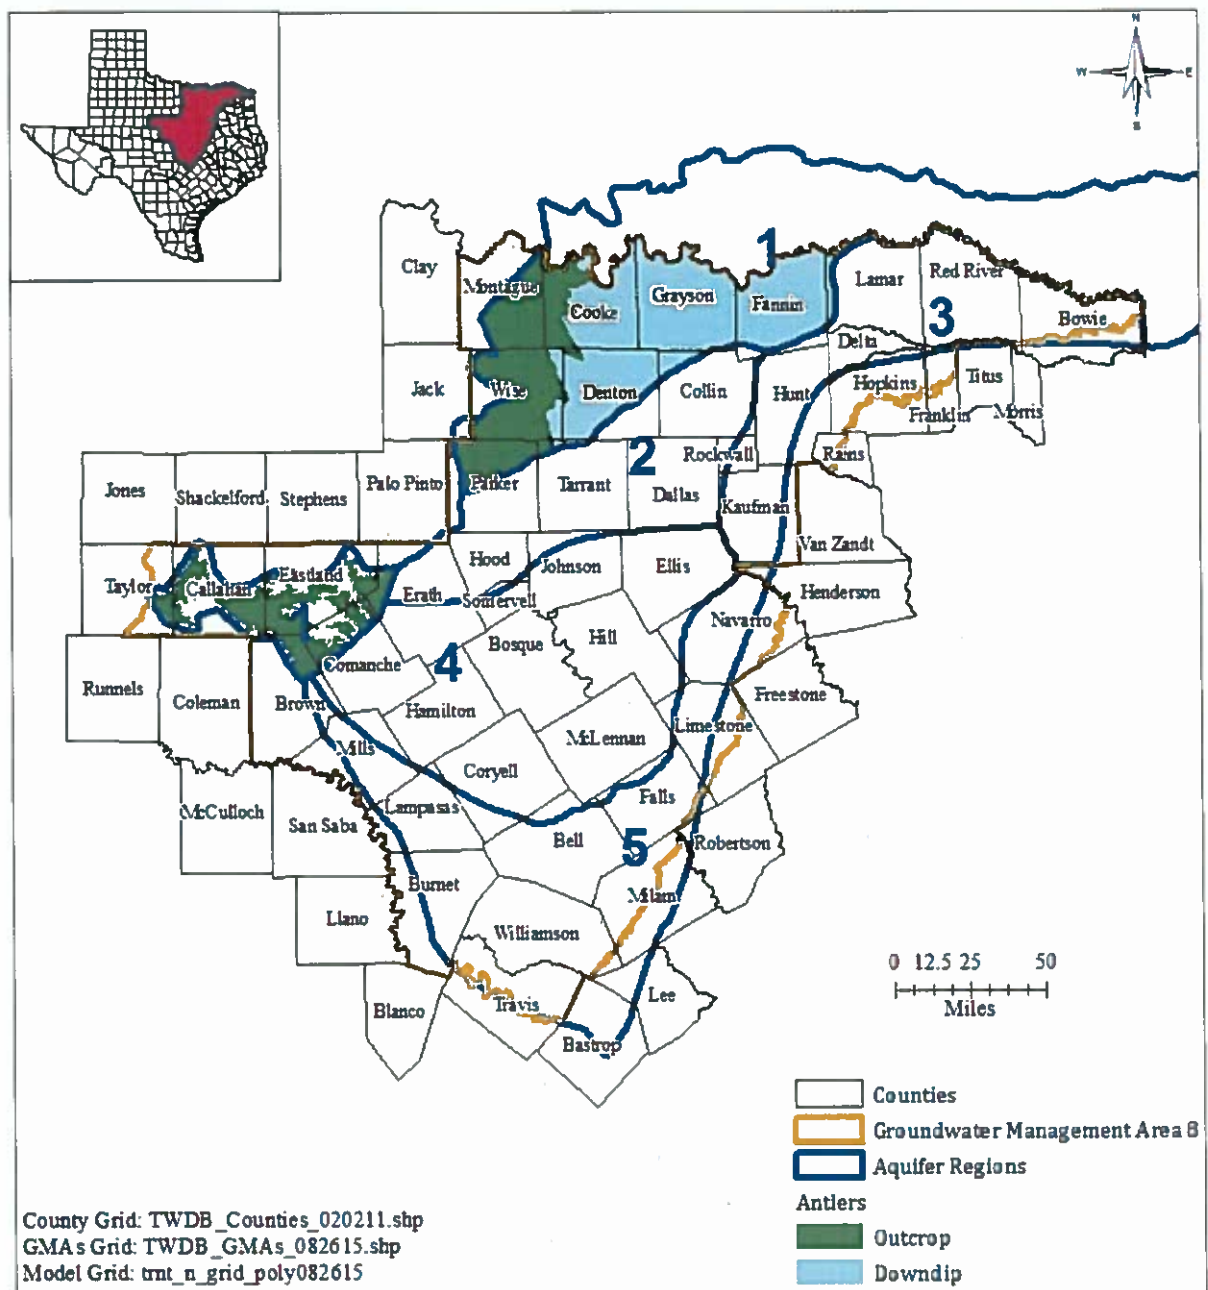 N
W E
S
1
Clay
Montague
Cooke
Grayson
Fannin
Lamar
Red River
3
Bowie
Delta
Jack
Wise
Denton
Collin
Hunt
Hopkins
Titus
Franklin
Morris
2
Rockwall
Rains
Jones
Shackelford
Stephens
Palo Pinto
Parker
Tarrant
Dallas
Kaufman
Van Zandt
Taylor
Callahan
Eastland
Erath
Hood
Somervell
Johnson
Ellis
Henderson
Navarro
Runnels
Coleman
Brown
Comanche
4
Bosque
Hill
Freestone
Hamilton
Mills
McLennan
Limestone
Coryell
McCulloch
San Saba
Lampasas
Falls
Bell
5
Robertson
Burnet
Milam
Llano
Williamson
Blanco
Travis
Lee
Bastrop
0 12.5 25 50
Miles
Counties
Groundwater Management Area 8
Aquifer Regions
Antlers
Outcrop
Downdip
County Grid: TWDB_Counties_020211.shp
GMAs Grid: TWDB_GMAs_082615.shp
Model Grid: trnt_n_grid_poly082615